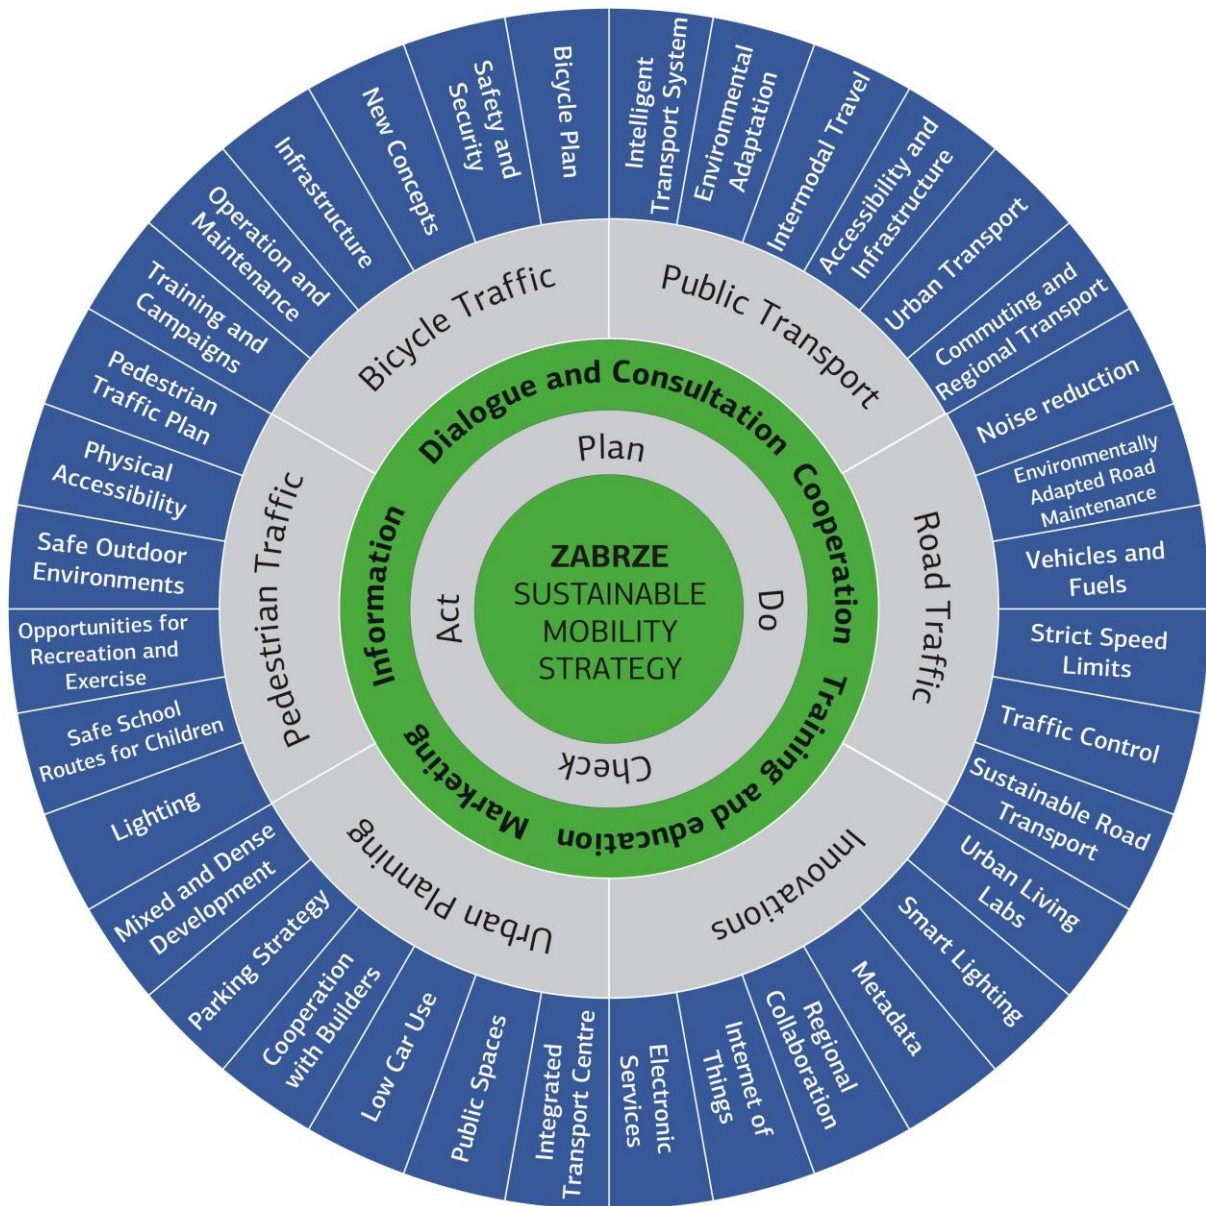 ZABRZE
SUSTAINABLE
MOBILITY
STRATEGY
Plan
Do
Check
Act
Dialogue and Consultation
Cooperation
Training and education
Marketing
Information
Public Transport
Road Traffic
Innovations
Urban Planning
Pedestrian Traffic
Bicycle Traffic
Intelligent
Transport System
Environmental
Adaptation
Intermodal Travel
Accessibility and
Infrastructure
Urban Transport
Commuting and
Regional Transport
Noise reduction
Environmentally
Adapted Road
Maintenance
Vehicles and
Fuels
Strict Speed
Limits
Traffic Control
Sustainable Road
Transport
Urban Living
Labs
Smart Lighting
Metadata
Regional
Collaboration
Internet of
Things
Electronic
Services
Integrated
Transport Centre
Public Spaces
Low Car Use
Cooperation
with Builders
Parking Strategy
Mixed and Dense
Development
Lighting
Safe School
Routes for Children
Opportunities for
Recreation and
Exercise
Safe Outdoor
Environments
Physical
Accessibility
Pedestrian
Traffic Plan
Training and
Campaigns
Operation and
Maintenance
Infrastructure
New Concepts
Safety and
Security
Bicycle Plan